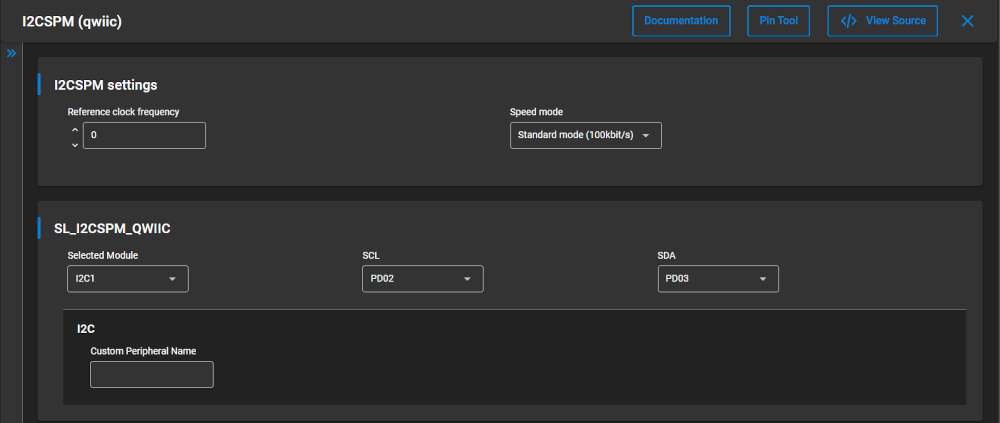 I2CSPM (qwiic)
Documentation
Pin Tool
</> View Source
I2CSPM settings
Reference clock frequency
Speed mode
0
Standard mode (100kbit/s)
SL_I2CSPM_QWIIC
Selected Module
SCL
SDA
I2C1
PD02
PD03
I2C
Custom Peripheral Name